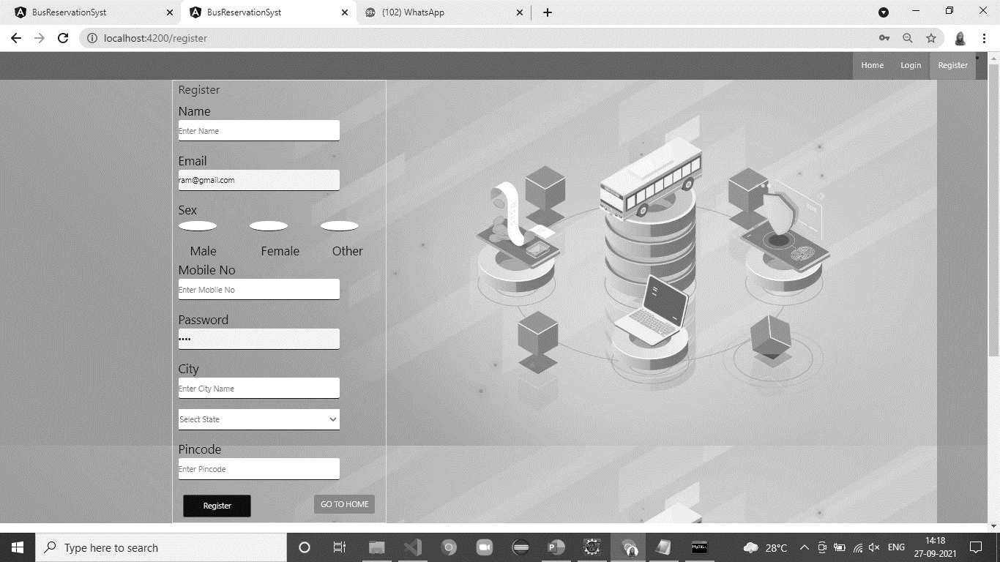 BusReservationSyst
BusReservationSyst
99+ (102) WhatsApp
localhost:4200/register
Home Login Register
Register
Name
Enter Name
Email
ram@gmail.com
Sex
Male Female Other
Mobile No
Enter Mobile No
Password
••••
City
Enter City Name
Select State
Pincode
Enter Pincode
Register GO TO HOME
Type here to search
28°C
ENG
14:18
27-09-2021